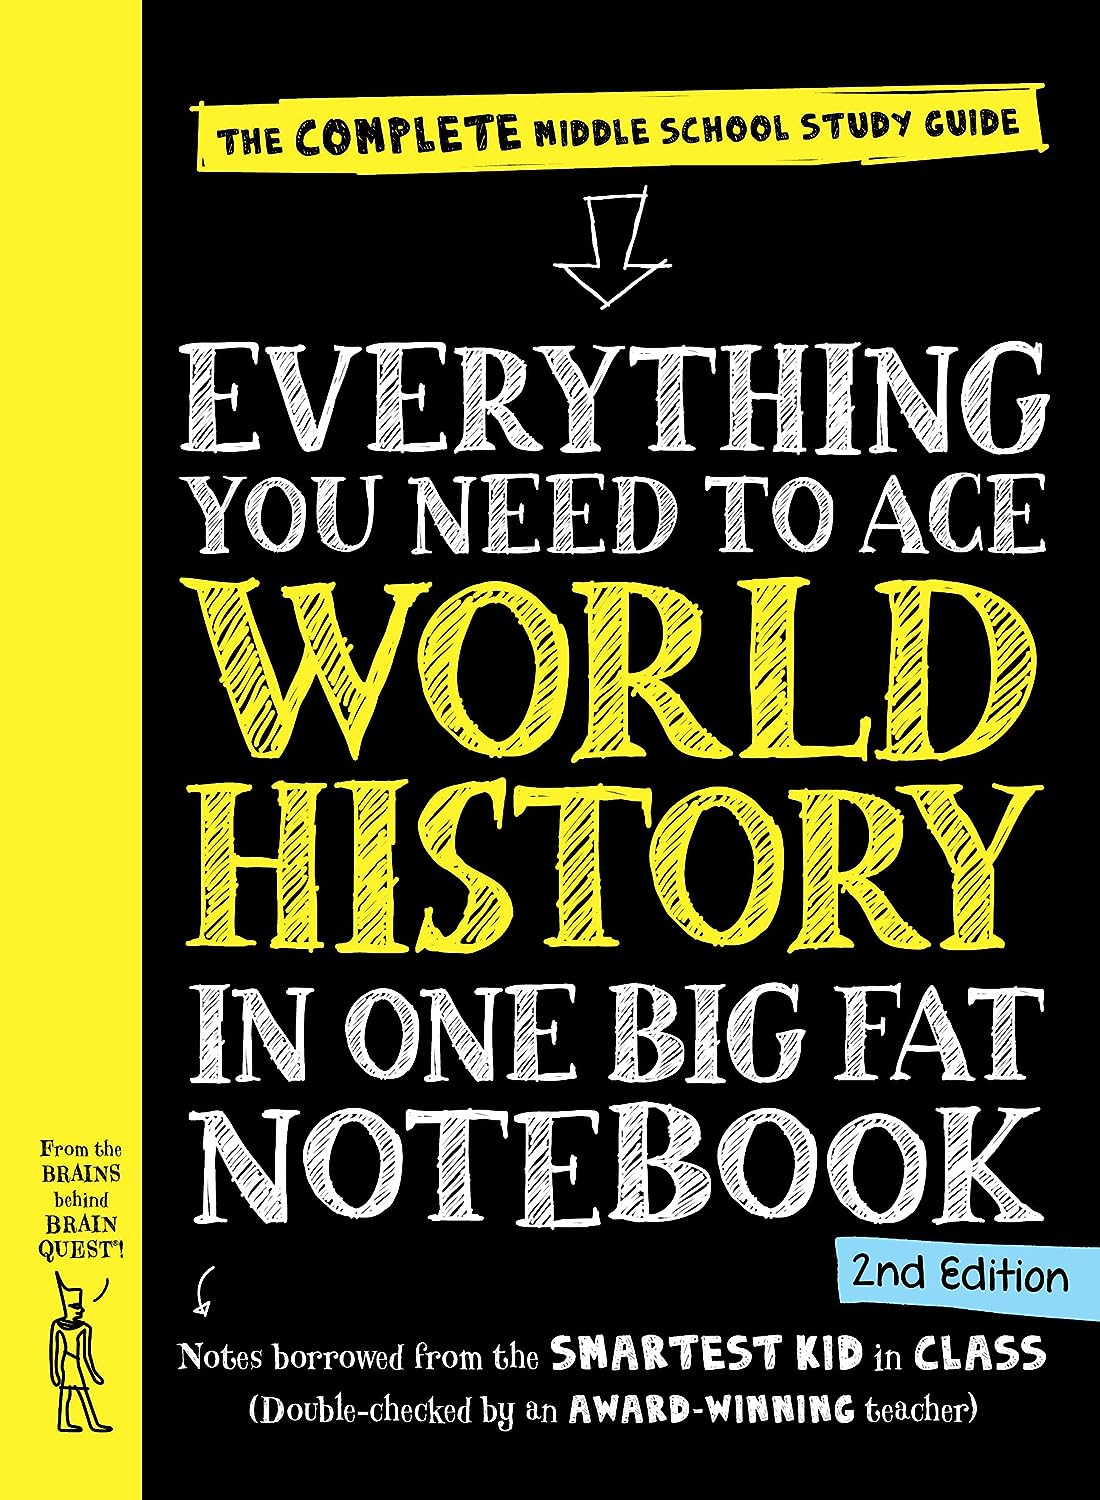 THE COMPLETE MIDDLE SCHOOL STUDY GUIDE
EVERYTHING
YOU NEED TO ACE
WORLD
HISTORY
IN ONE BIG FAT
NOTEBOOK
2nd Edition
From the
BRAINS
behind
BRAIN
QUEST®!
Notes borrowed from the SMARTEST KID in CLASS
(Double-checked by an AWARD-WINNING teacher)